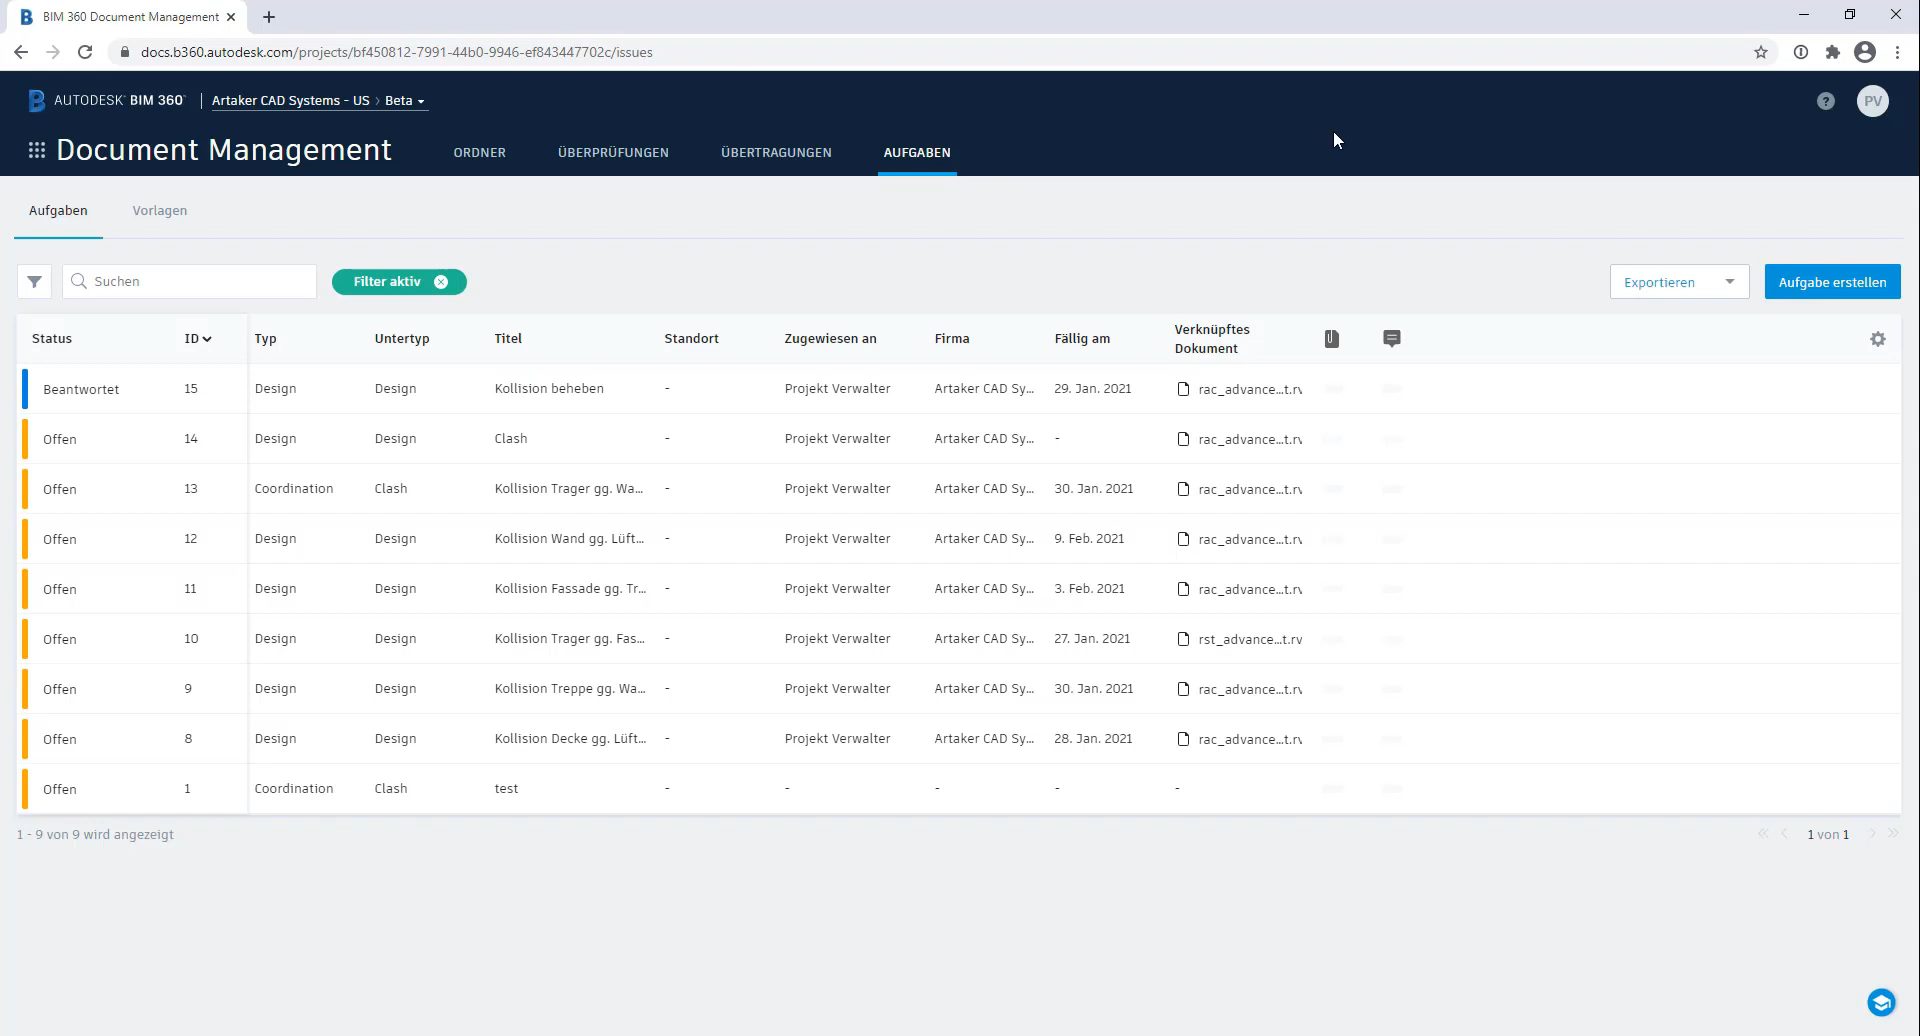 BIM 360 Document Management
docs.b360.autodesk.com/projects/bf450812-7991-44b0-9946-ef843447702c/issues
AUTODESK BIM 360 Artaker CAD Systems - US > Beta
?
PV
Document Management ORDNER ÜBERPRÜFUNGEN ÜBERTRAGUNGEN AUFGABEN
Aufgaben Vorlagen
Suchen Filter aktiv Exportieren Aufgabe erstellen
Status ID Typ Untertyp Titel Standort Zugewiesen an Firma Fällig am Verknüpftes
Dokument
Beantwortet 15 Design Design Kollision beheben - Projekt Verwalter Artaker CAD Sy... 29. Jan. 2021 rac_advance...t.rv
Offen 14 Design Design Clash - Projekt Verwalter Artaker CAD Sy... - rac_advance...t.rv
Offen 13 Coordination Clash Kollision Trager gg. Wa... - Projekt Verwalter Artaker CAD Sy... 30. Jan. 2021 rac_advance...t.rv
Offen 12 Design Design Kollision Wand gg. Lüft... - Projekt Verwalter Artaker CAD Sy... 9. Feb. 2021 rac_advance...t.rv
Offen 11 Design Design Kollision Fassade gg. Tr... - Projekt Verwalter Artaker CAD Sy... 3. Feb. 2021 rac_advance...t.rv
Offen 10 Design Design Kollision Trager gg. Fas... - Projekt Verwalter Artaker CAD Sy... 27. Jan. 2021 rst_advance...t.rv
Offen 9 Design Design Kollision Treppe gg. Wa... - Projekt Verwalter Artaker CAD Sy... 30. Jan. 2021 rac_advance...t.rv
Offen 8 Design Design Kollision Decke gg. Lüft... - Projekt Verwalter Artaker CAD Sy... 28. Jan. 2021 rac_advance...t.rv
Offen 1 Coordination Clash test - - - - -
1 - 9 von 9 wird angezeigt 1 von 1